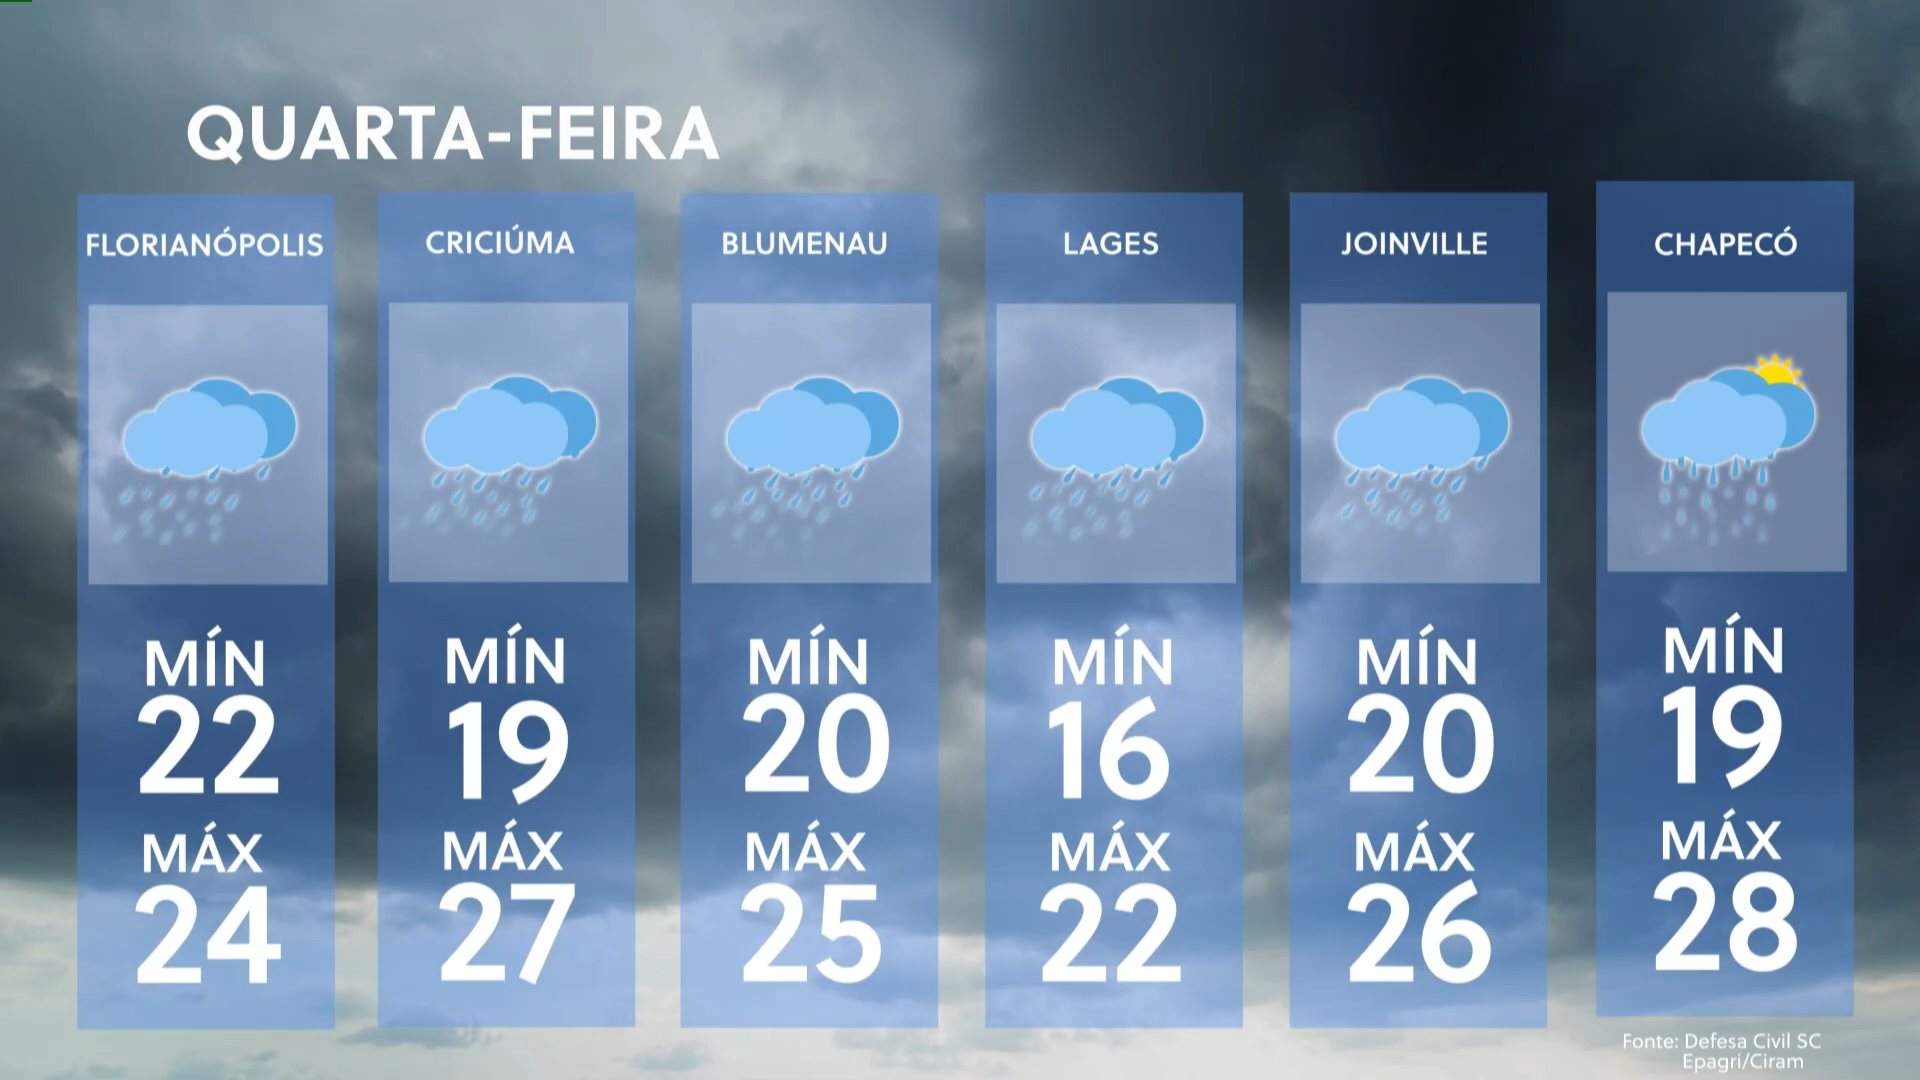 QUARTA-FEIRA
FLORIANÓPOLIS
MÍN
22
MÁX
24
CRICIÚMA
MÍN
19
MÁX
27
BLUMENAU
MÍN
20
MÁX
25
LAGES
MÍN
16
MÁX
22
JOINVILLE
MÍN
20
MÁX
26
CHAPECÓ
MÍN
19
MÁX
28
Fonte: Defesa Civil SC
Epagri/Ciram